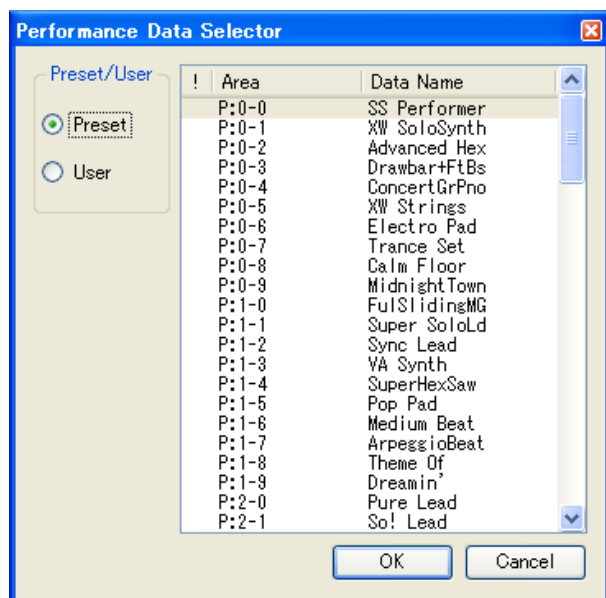 Performance Data Selector
Preset/User
Preset
User
! Area Data Name
P:0-0 SS Performer
P:0-1 XW SoloSynth
P:0-2 Advanced Hex
P:0-3 Drawbar+FtBs
P:0-4 ConcertGrPno
P:0-5 XW Strings
P:0-6 Electro Pad
P:0-7 Trance Set
P:0-8 Calm Floor
P:0-9 MidnightTown
P:1-0 FulSlidingMG
P:1-1 Super SoloLd
P:1-2 Sync Lead
P:1-3 VA Synth
P:1-4 SuperHexSaw
P:1-5 Pop Pad
P:1-6 Medium Beat
P:1-7 ArpeggioBeat
P:1-8 Theme Of
P:1-9 Dreamin'
P:2-0 Pure Lead
P:2-1 So! Lead
OK Cancel